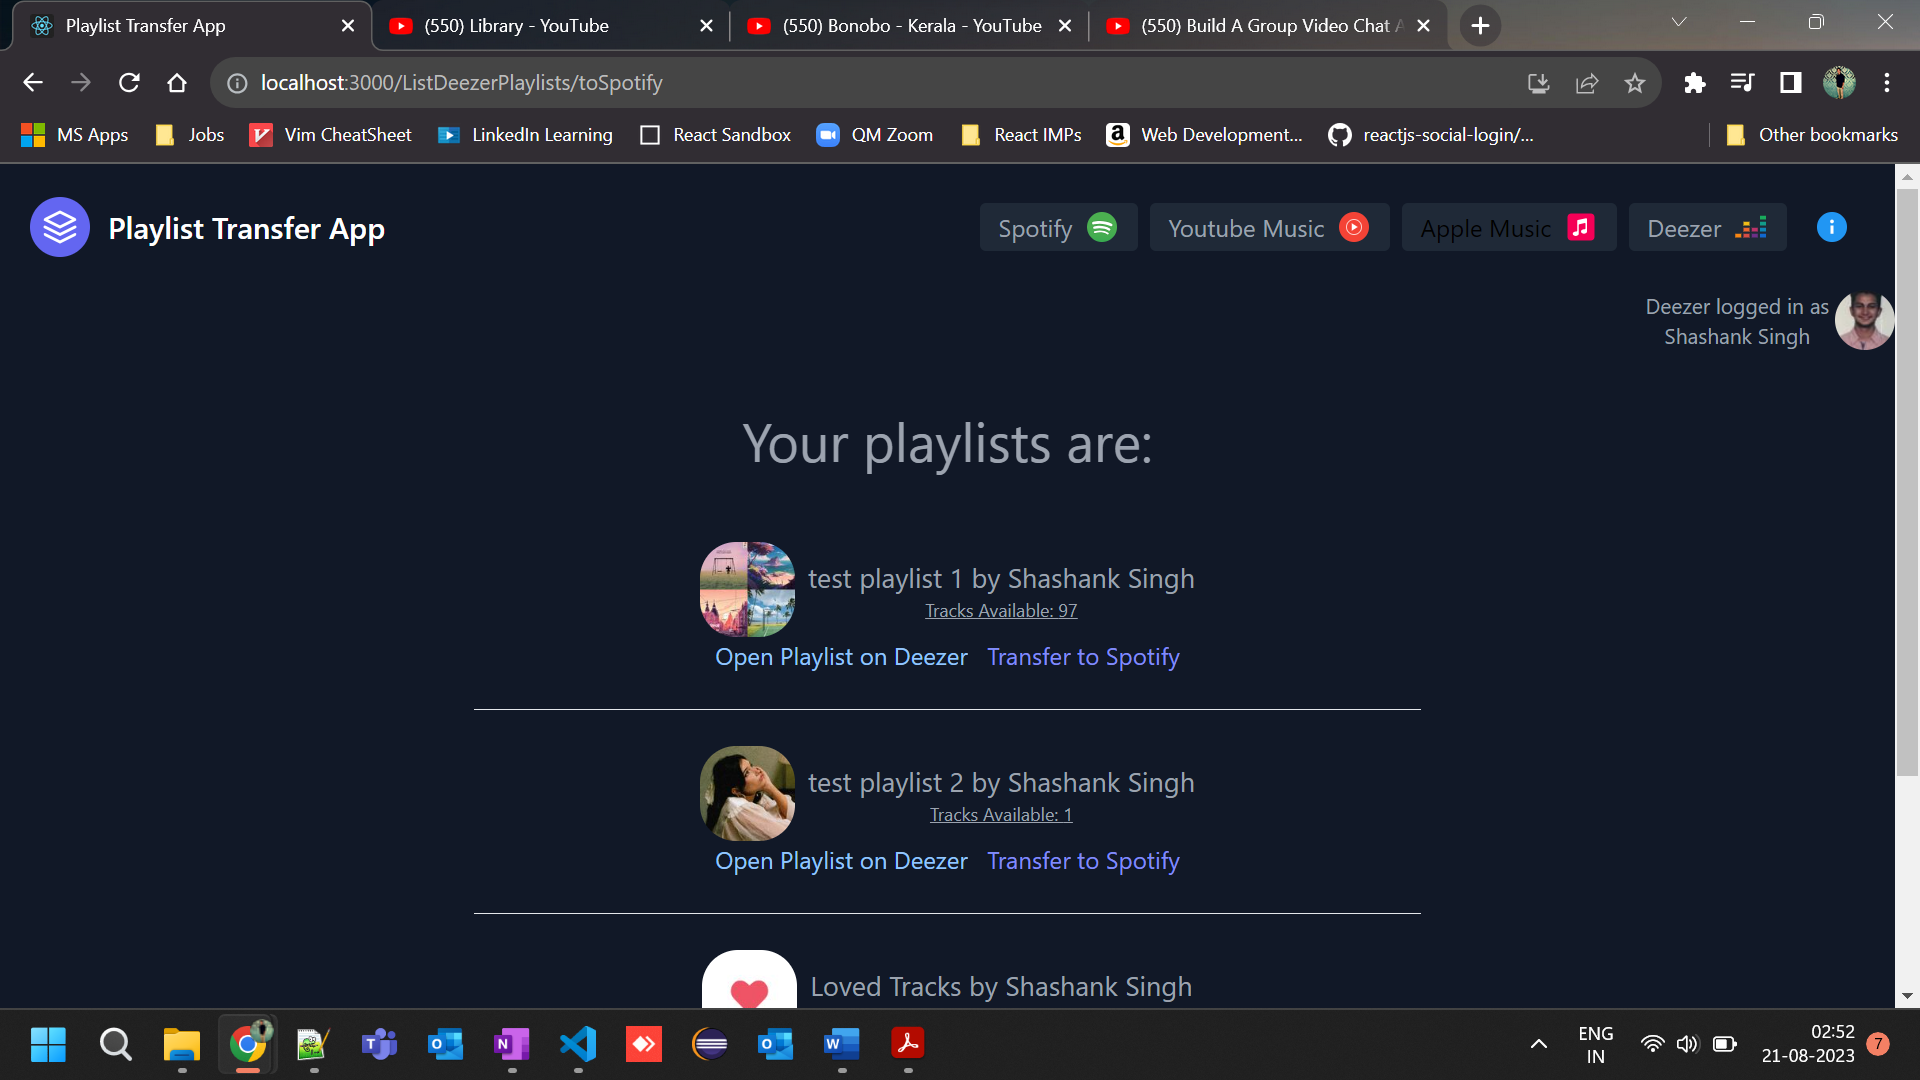 Playlist Transfer App
(550) Library - YouTube
(550) Bonobo - Kerala - YouTube
(550) Build A Group Video Chat A
localhost:3000/ListDeezerPlaylists/toSpotify
MS Apps
Jobs
Vim CheatSheet
LinkedIn Learning
React Sandbox
QM Zoom
React IMPs
Web Development...
reactjs-social-login/...
Other bookmarks
Playlist Transfer App
Spotify
Youtube Music
Apple Music
Deezer
Deezer logged in as
Shashank Singh
Your playlists are:
test playlist 1 by Shashank Singh
Tracks Available: 97
Open Playlist on Deezer Transfer to Spotify
test playlist 2 by Shashank Singh
Tracks Available: 1
Open Playlist on Deezer Transfer to Spotify
Loved Tracks by Shashank Singh
ENG
IN
02:52
21-08-2023
7